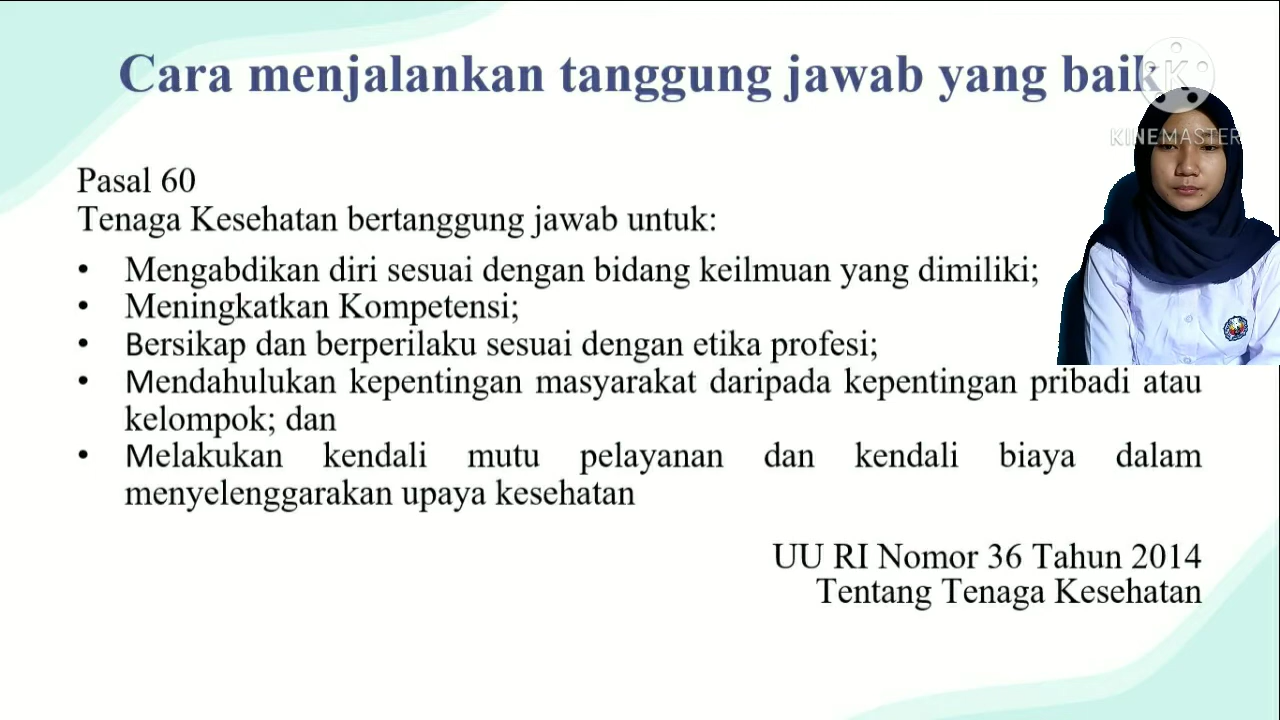 Cara menjalankan tanggung jawab yang baik
KINEMASTER
Pasal 60
Tenaga Kesehatan bertanggung jawab untuk:
• Mengabdikan diri sesuai dengan bidang keilmuan yang dimiliki;
• Meningkatkan Kompetensi;
• Bersikap dan berperilaku sesuai dengan etika profesi;
• Mendahulukan kepentingan masyarakat daripada kepentingan pribadi atau
kelompok; dan
• Melakukan kendali mutu pelayanan dan kendali biaya dalam
menyelenggarakan upaya kesehatan
UU RI Nomor 36 Tahun 2014
Tentang Tenaga Kesehatan